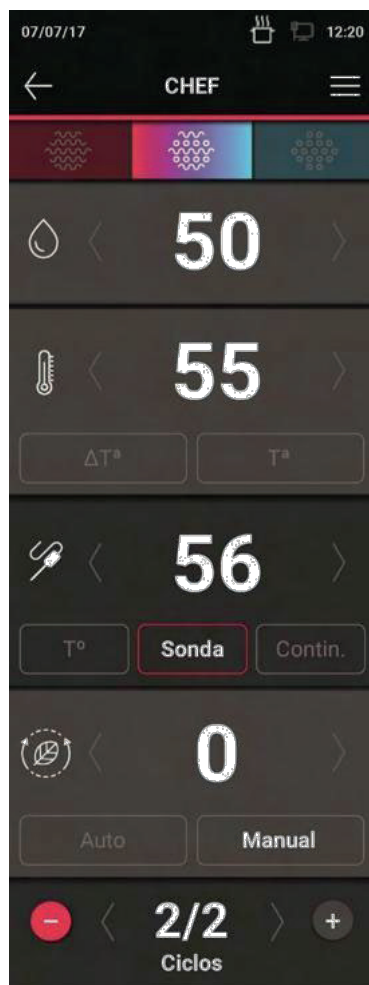 07/07/17 12:20
CHEF
50
55
ΔTª Tª
56
Tº Sonda Contin.
0
Auto Manual
- 2/2 +
Ciclos